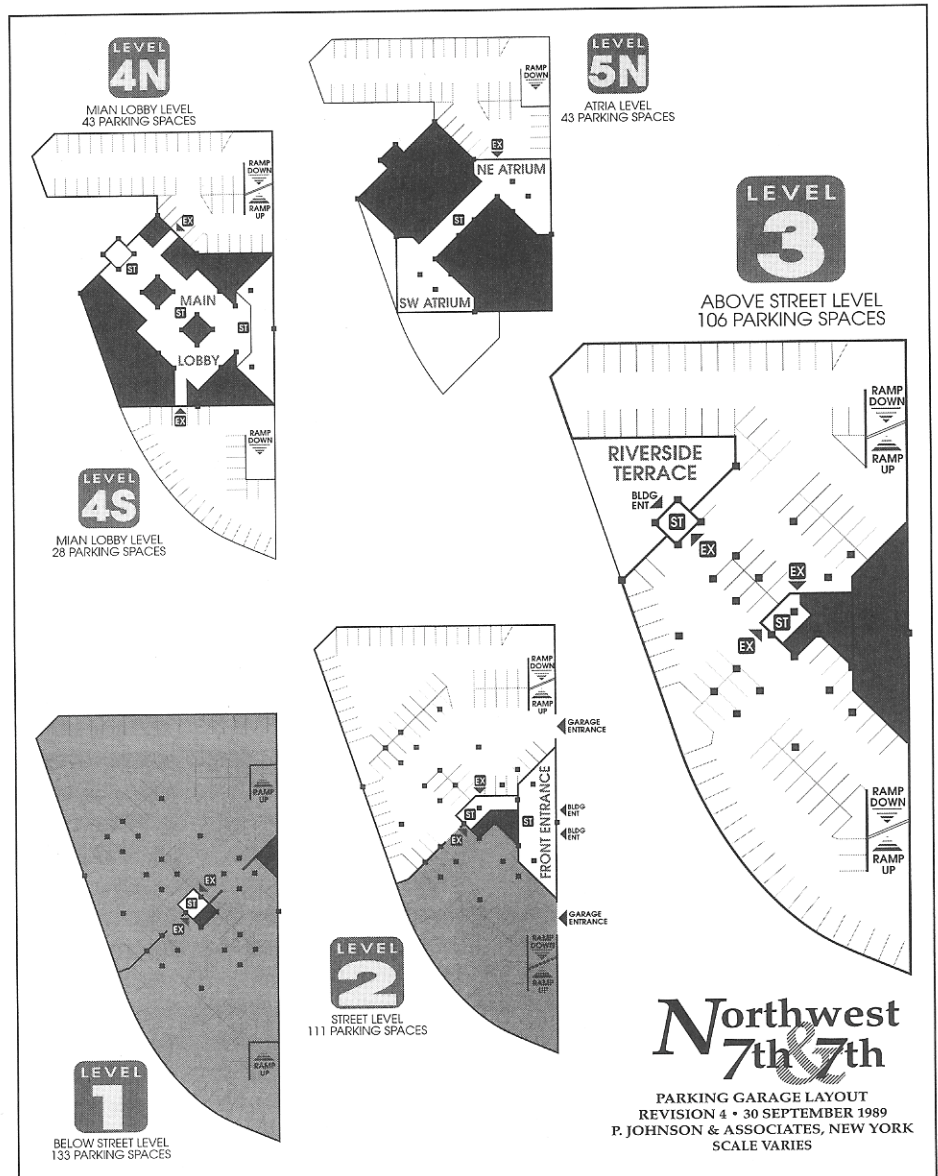 LEVEL
4N
MIAN LOBBY LEVEL
43 PARKING SPACES
RAMP
DOWN
RAMP
UP
EX
ST
MAIN
ST
ST
LOBBY
EX
RAMP
DOWN
LEVEL
4S
MIAN LOBBY LEVEL
28 PARKING SPACES
LEVEL
5N
ATRIA LEVEL
43 PARKING SPACES
RAMP
DOWN
EX
NE ATRIUM
ST
SW ATRIUM
LEVEL
3
ABOVE STREET LEVEL
106 PARKING SPACES
RAMP
DOWN
RAMP
UP
RIVERSIDE
TERRACE
BLDG
ENT
ST
EX
EX
ST
EX
RAMP
DOWN
RAMP
UP
RAMP
DOWN
RAMP
UP
GARAGE
ENTRANCE
EX
ST
ST
EX
FRONT ENTRANCE
BLDG
ENT
BLDG
ENT
GARAGE
ENTRANCE
RAMP
DOWN
RAMP
UP
LEVEL
2
STREET LEVEL
111 PARKING SPACES
RAMP
UP
EX
ST
EX
RAMP
UP
LEVEL
1
BELOW STREET LEVEL
133 PARKING SPACES
Northwest
7th & 7th
PARKING GARAGE LAYOUT
REVISION 4 • 30 SEPTEMBER 1989
P. JOHNSON & ASSOCIATES, NEW YORK
SCALE VARIES